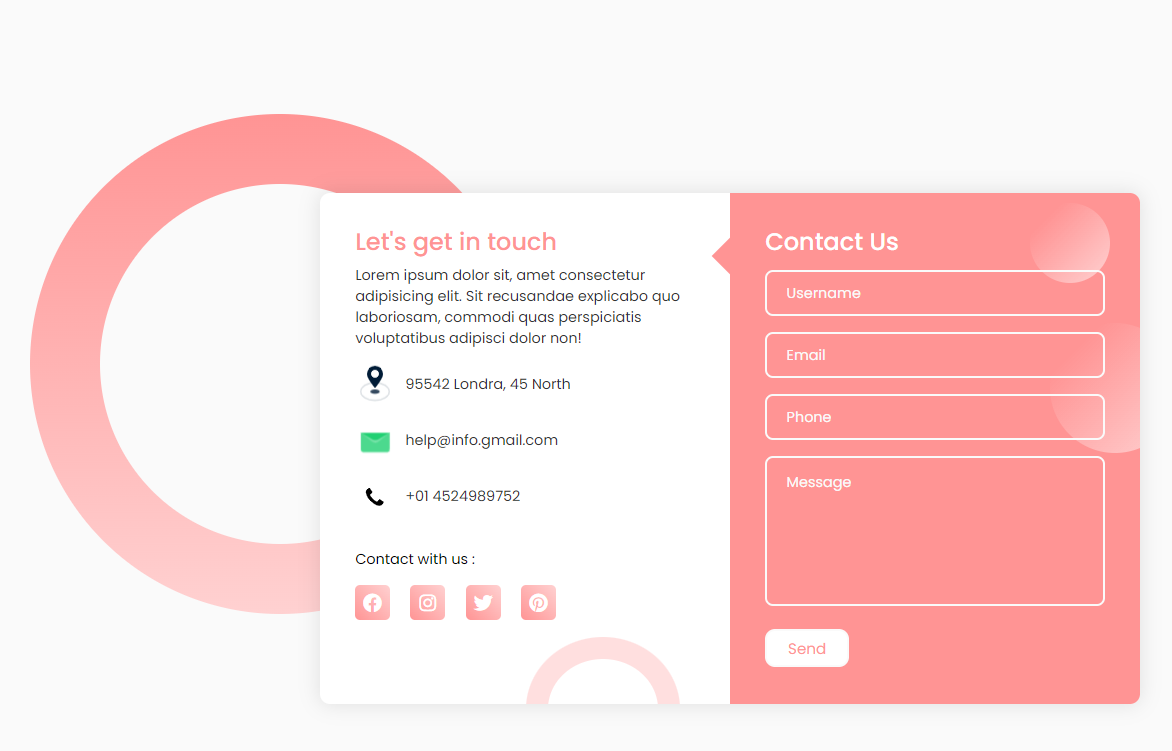 Let's get in touch
Lorem ipsum dolor sit, amet consectetur
adipisicing elit. Sit recusandae explicabo quo
laboriosam, commodi quas perspiciatis
voluptatibus adipisci dolor non!
95542 Londra, 45 North
help@info.gmail.com
+01 4524989752
Contact with us :
Contact Us
Username
Email
Phone
Message
Send